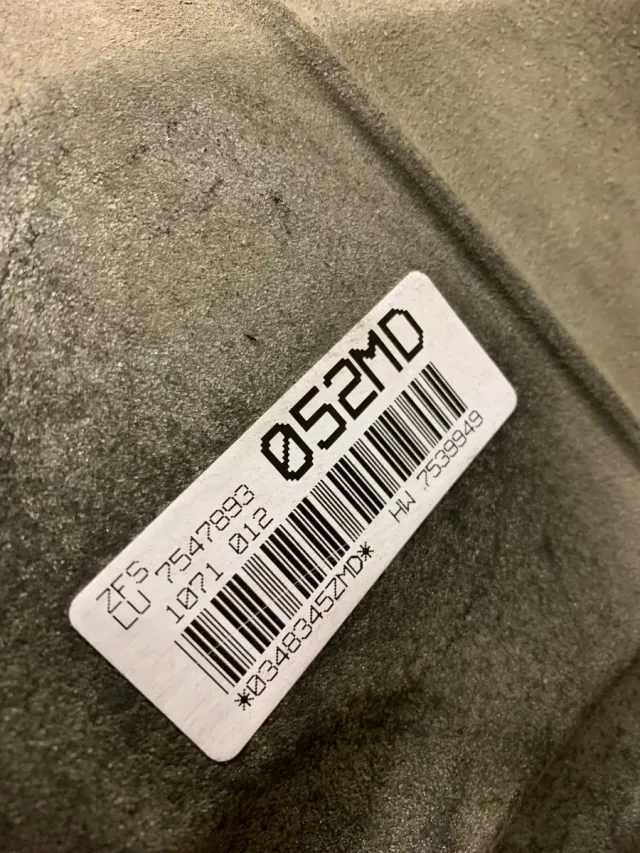 052MD
ZFS
LU 7547893
1071 012
*0348345ZMD*
HW 7539949